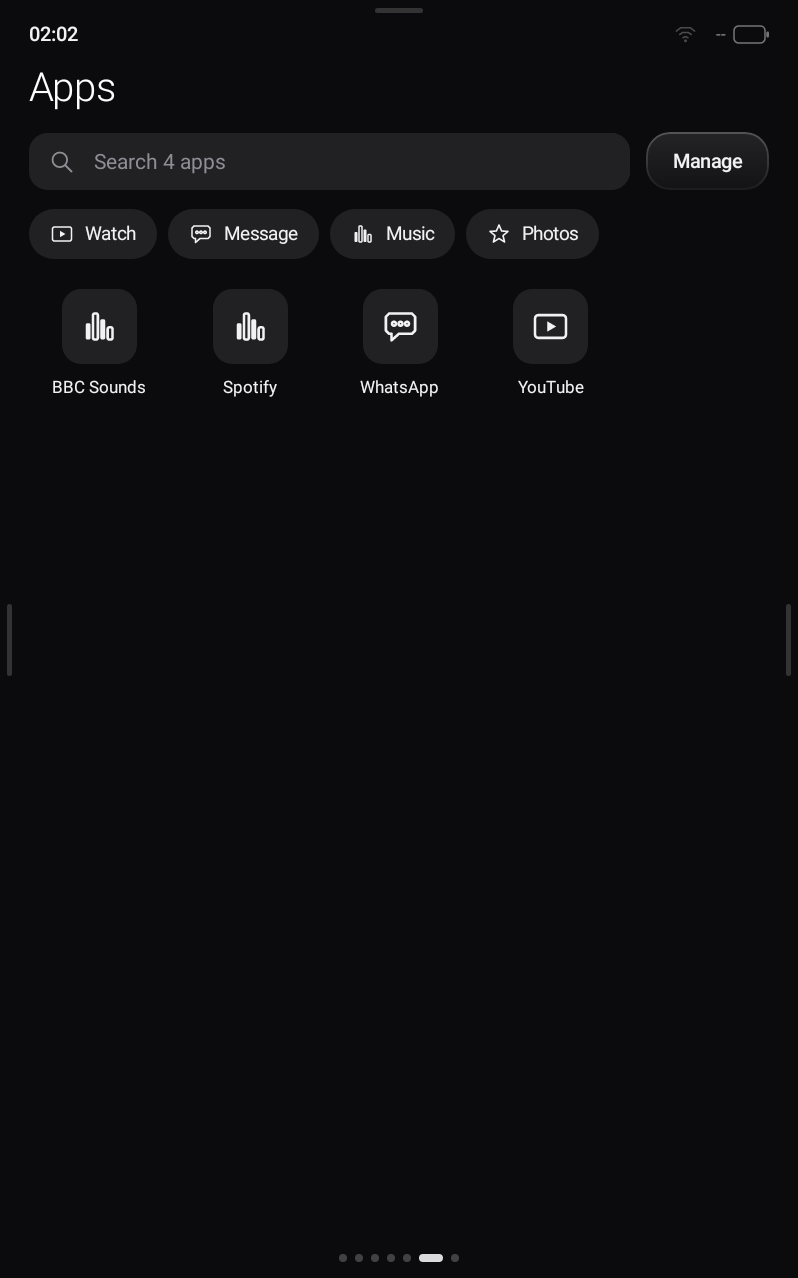 02:02
--
Apps
Search 4 apps
Manage
Watch
Message
Music
Photos
BBC Sounds
Spotify
WhatsApp
YouTube